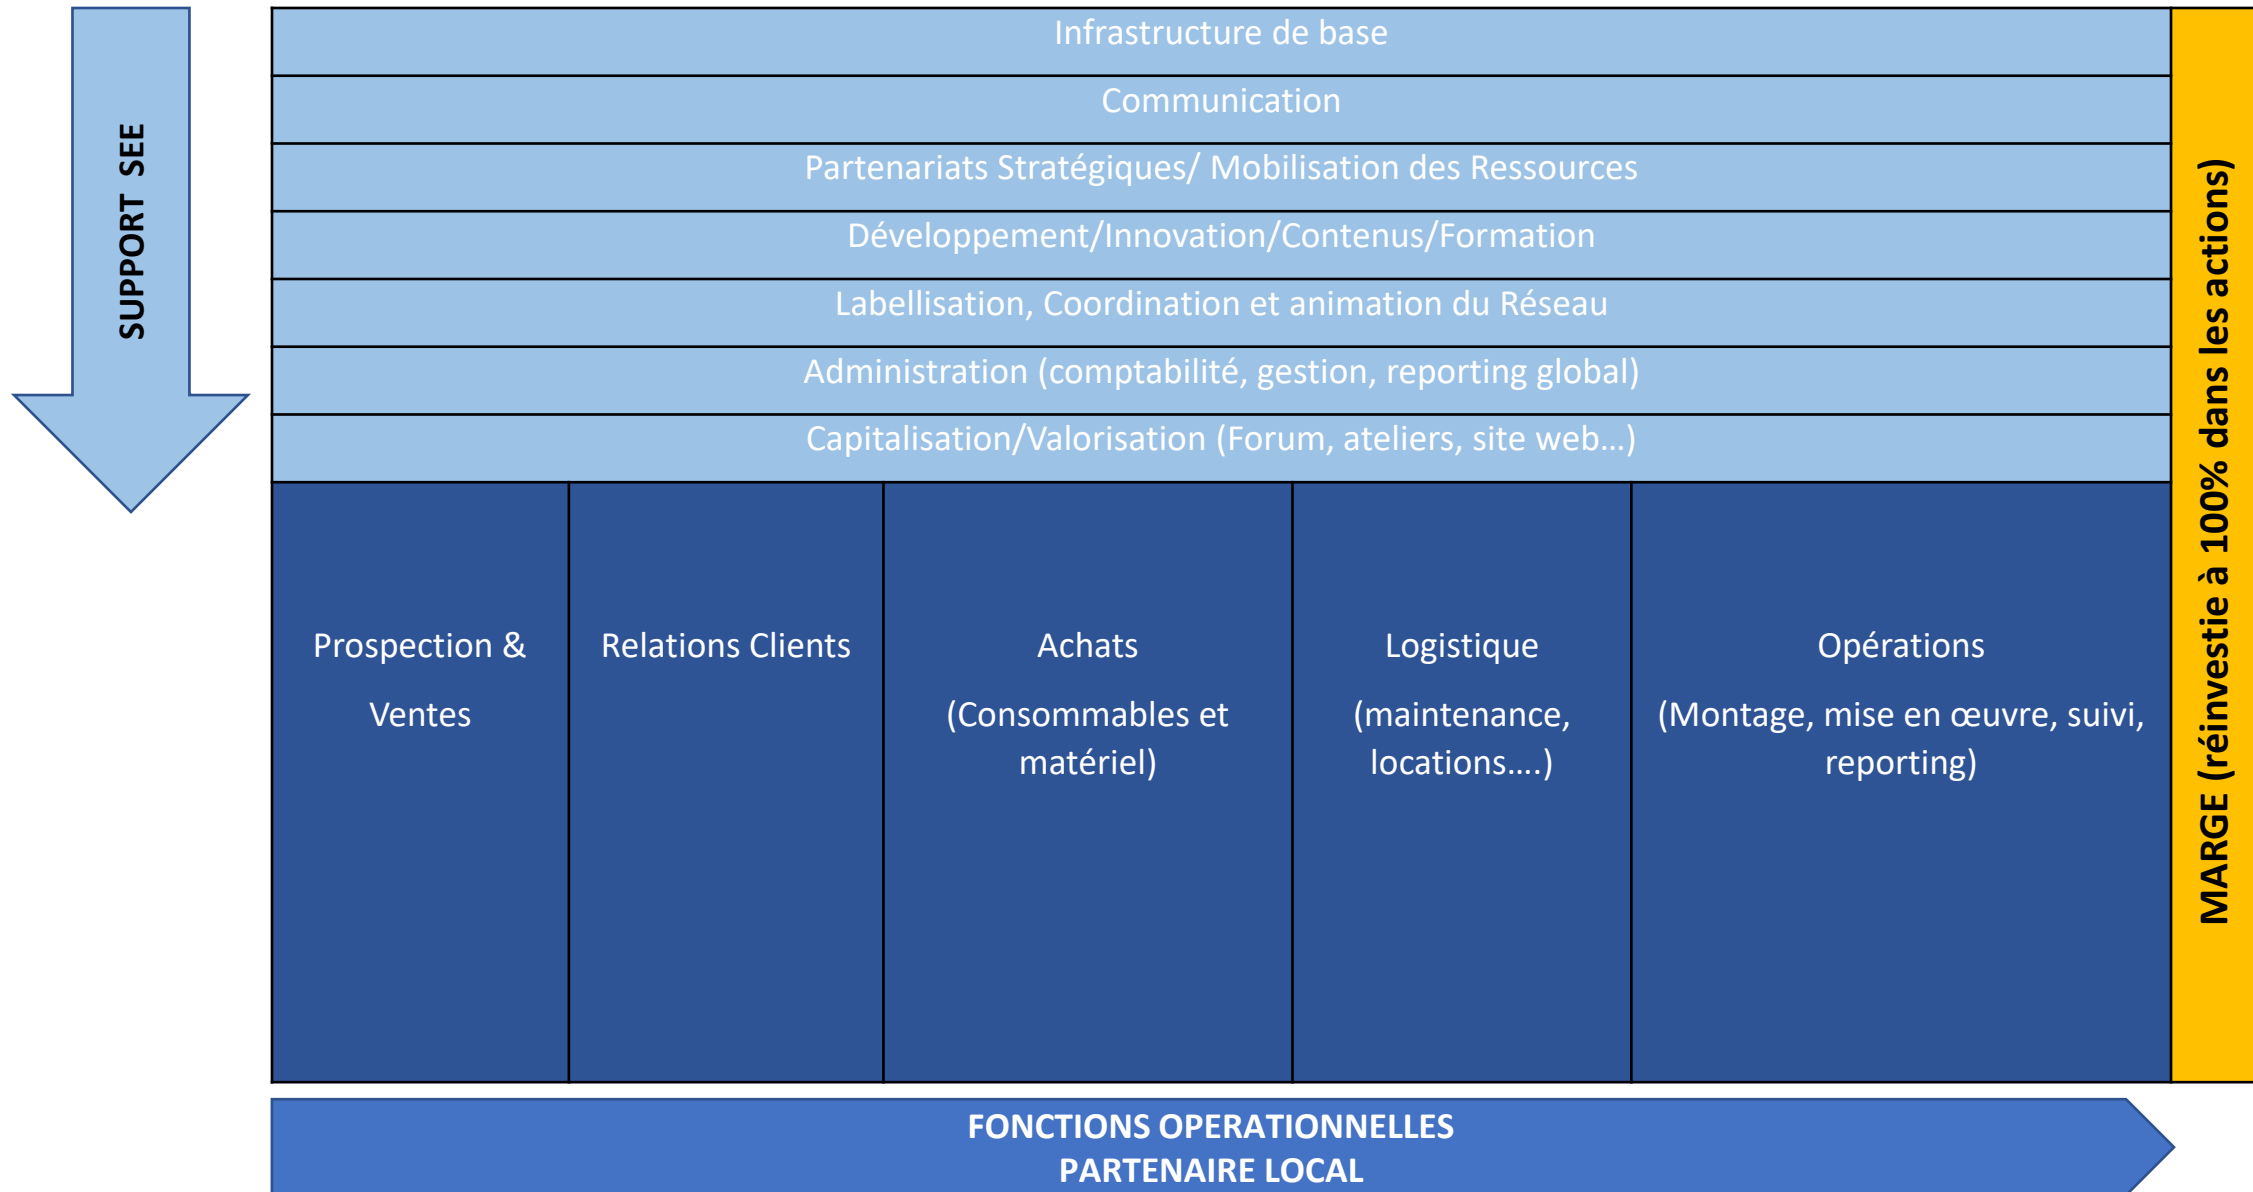 SUPPORT SEE
Infrastructure de base
Communication
Partenariats Stratégiques/ Mobilisation des Ressources
Développement/Innovation/Contenus/Formation
Labellisation, Coordination et animation du Réseau
Administration (comptabilité, gestion, reporting global)
Capitalisation/Valorisation (Forum, ateliers, site web…)
Prospection &
Ventes
Relations Clients
Achats
(Consommables et
matériel)
Logistique
(maintenance,
locations….)
Opérations
(Montage, mise en œuvre, suivi,
reporting)
MARGE (réinvestie à 100% dans les actions)
FONCTIONS OPERATIONNELLES
PARTENAIRE LOCAL